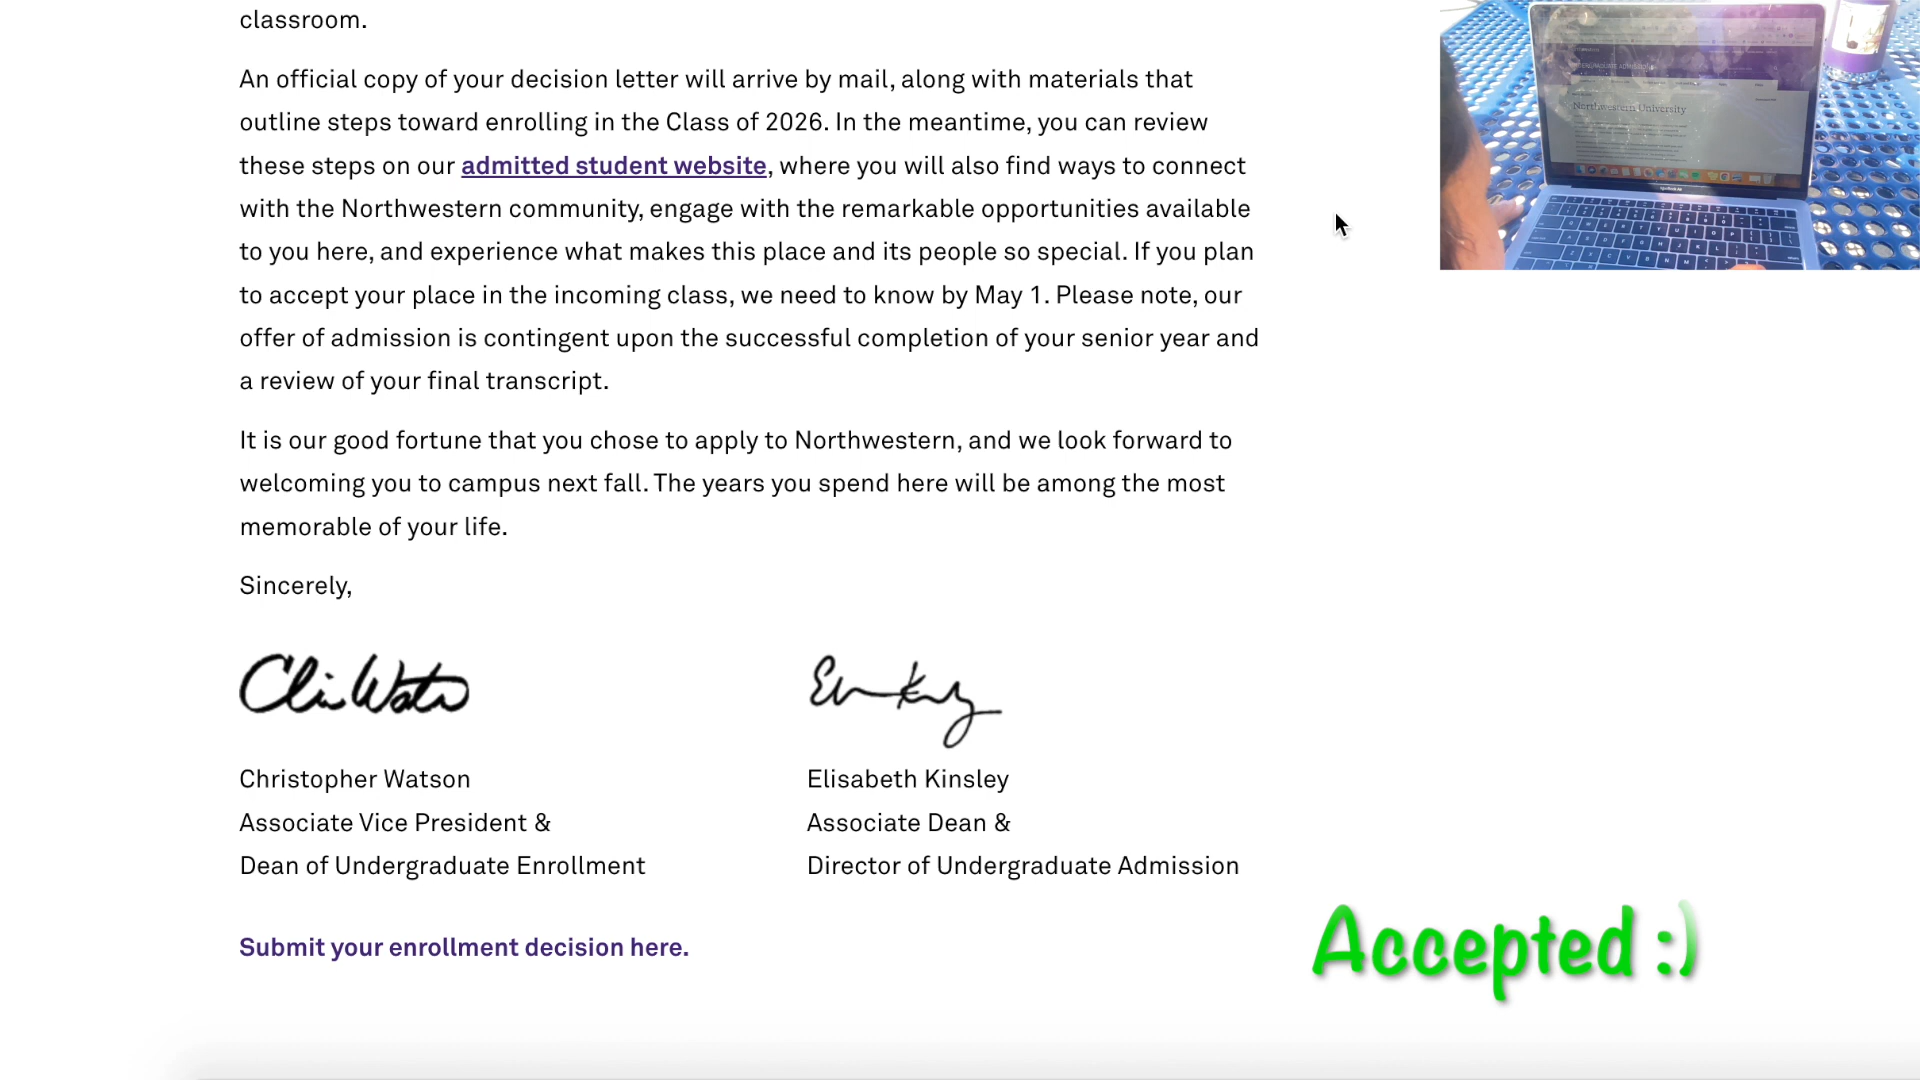 classroom.
An official copy of your decision letter will arrive by mail, along with materials that
outline steps toward enrolling in the Class of 2026. In the meantime, you can review
these steps on our admitted student website, where you will also find ways to connect
with the Northwestern community, engage with the remarkable opportunities available
to you here, and experience what makes this place and its people so special. If you plan
to accept your place in the incoming class, we need to know by May 1. Please note, our
offer of admission is contingent upon the successful completion of your senior year and
a review of your final transcript.
It is our good fortune that you chose to apply to Northwestern, and we look forward to
welcoming you to campus next fall. The years you spend here will be among the most
memorable of your life.
Sincerely,
Christopher Watson
Associate Vice President &
Dean of Undergraduate Enrollment
Elisabeth Kinsley
Associate Dean &
Director of Undergraduate Admission
Submit your enrollment decision here.
Accepted :)
Northwestern University